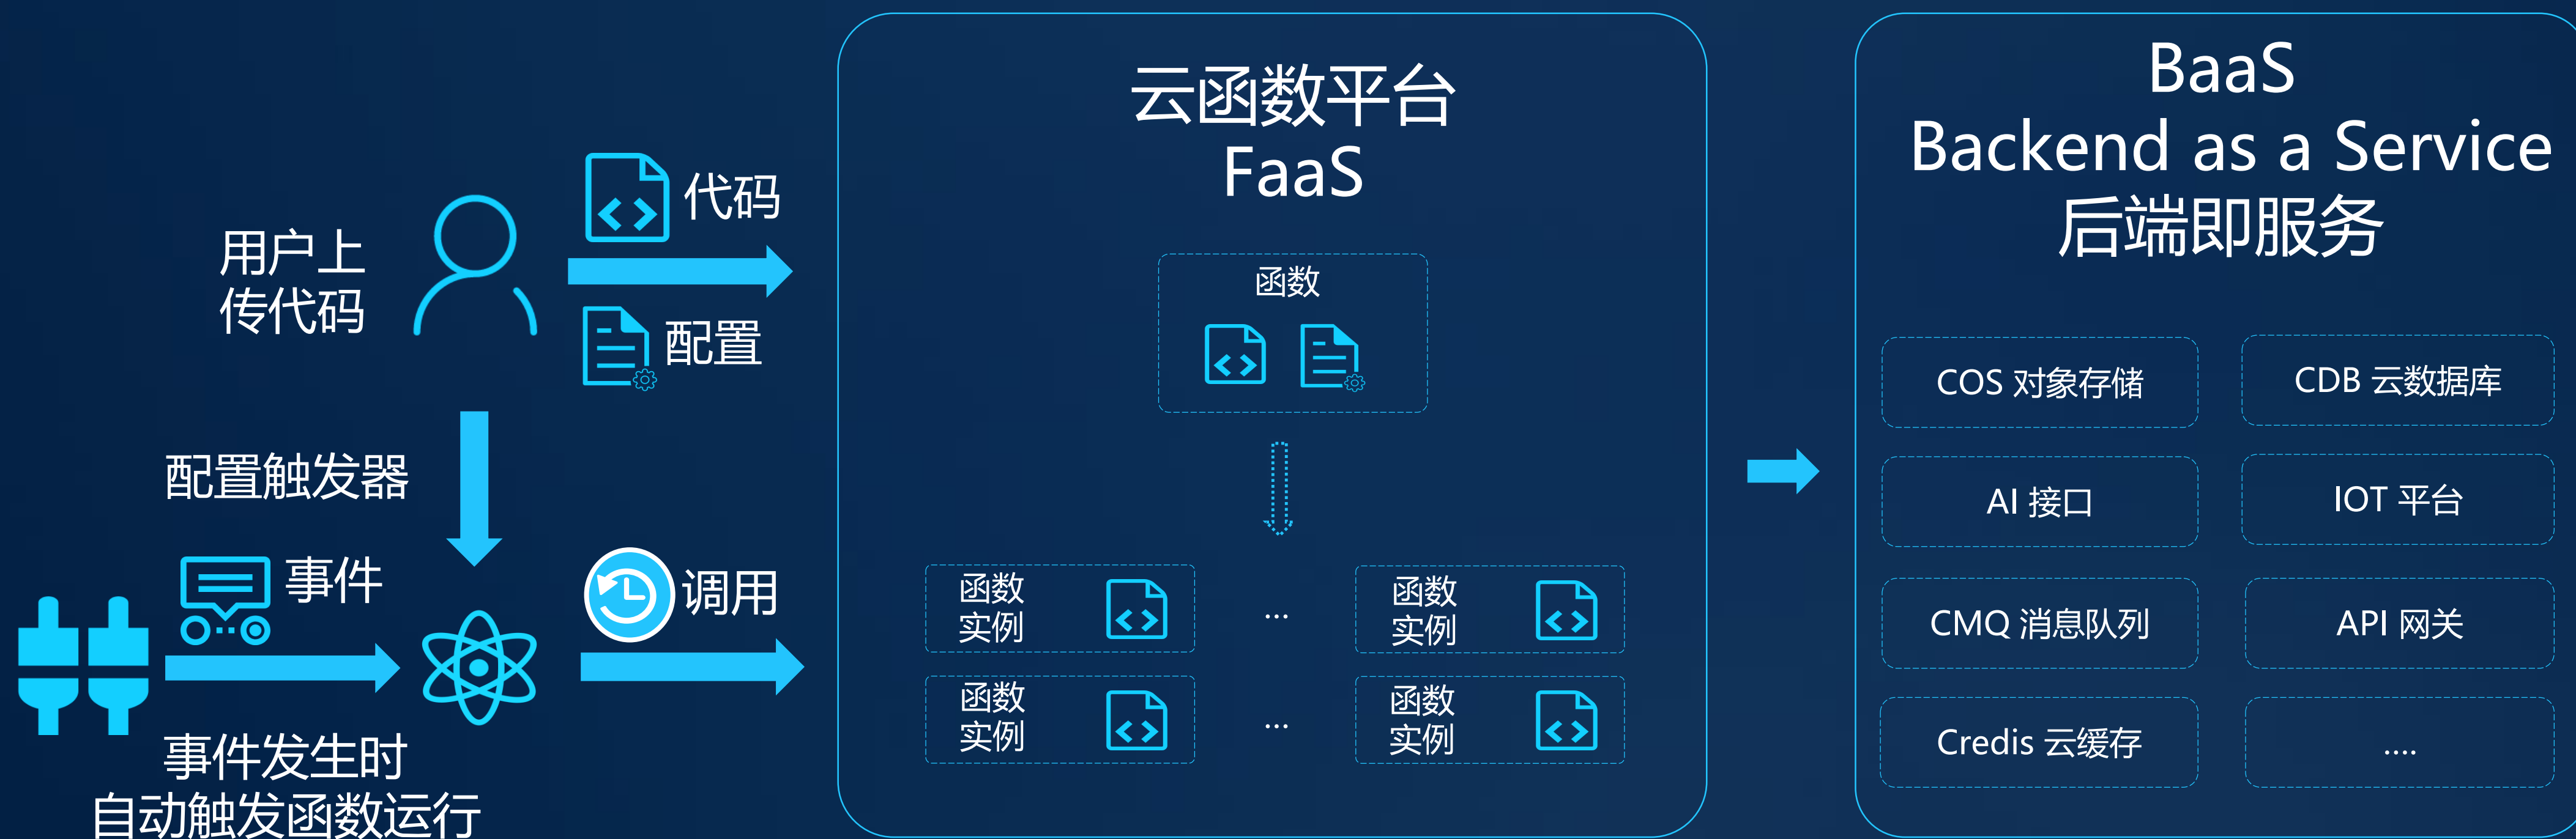 用户上
传代码
代码
配置
配置触发器
事件
调用
事件发生时
自动触发函数运行
云函数平台
FaaS
函数
函数
实例
...
函数
实例
函数
实例
...
函数
实例
BaaS
Backend as a Service
后端即服务
COS 对象存储
CDB 云数据库
AI 接口
IOT 平台
CMQ 消息队列
API 网关
Credis 云缓存
....